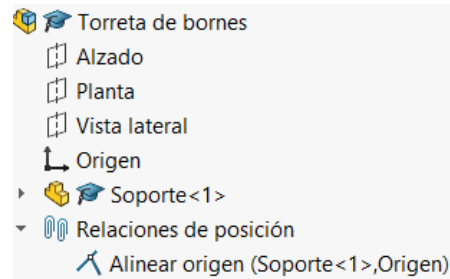 Torreta de bornes
Alzado
Planta
Vista lateral
Origen
Soporte<1>
Relaciones de posición
Alinear origen (Soporte<1>,Origen)